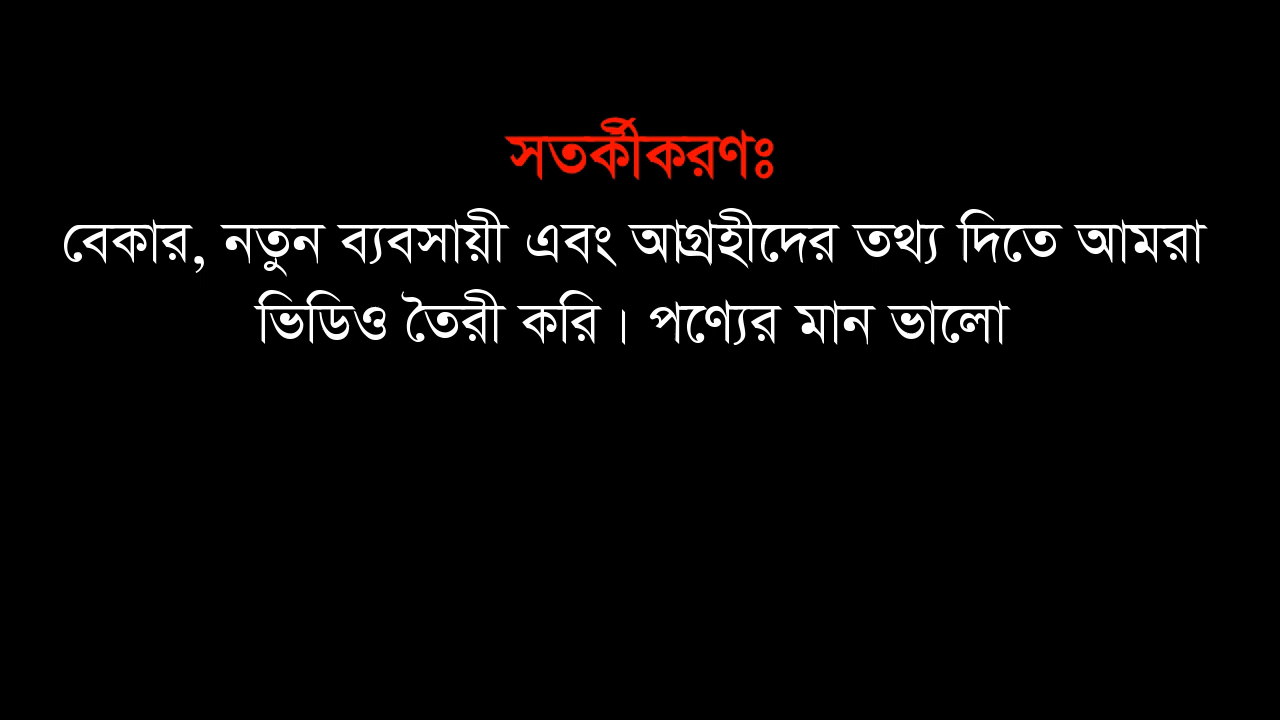 সতর্কীকরণঃ
বেকার, নতুন ব্যবসায়ী এবং আগ্রহীদের তথ্য দিতে আমরা
ভিডিও তৈরী করি। পণ্যের মান ভালো